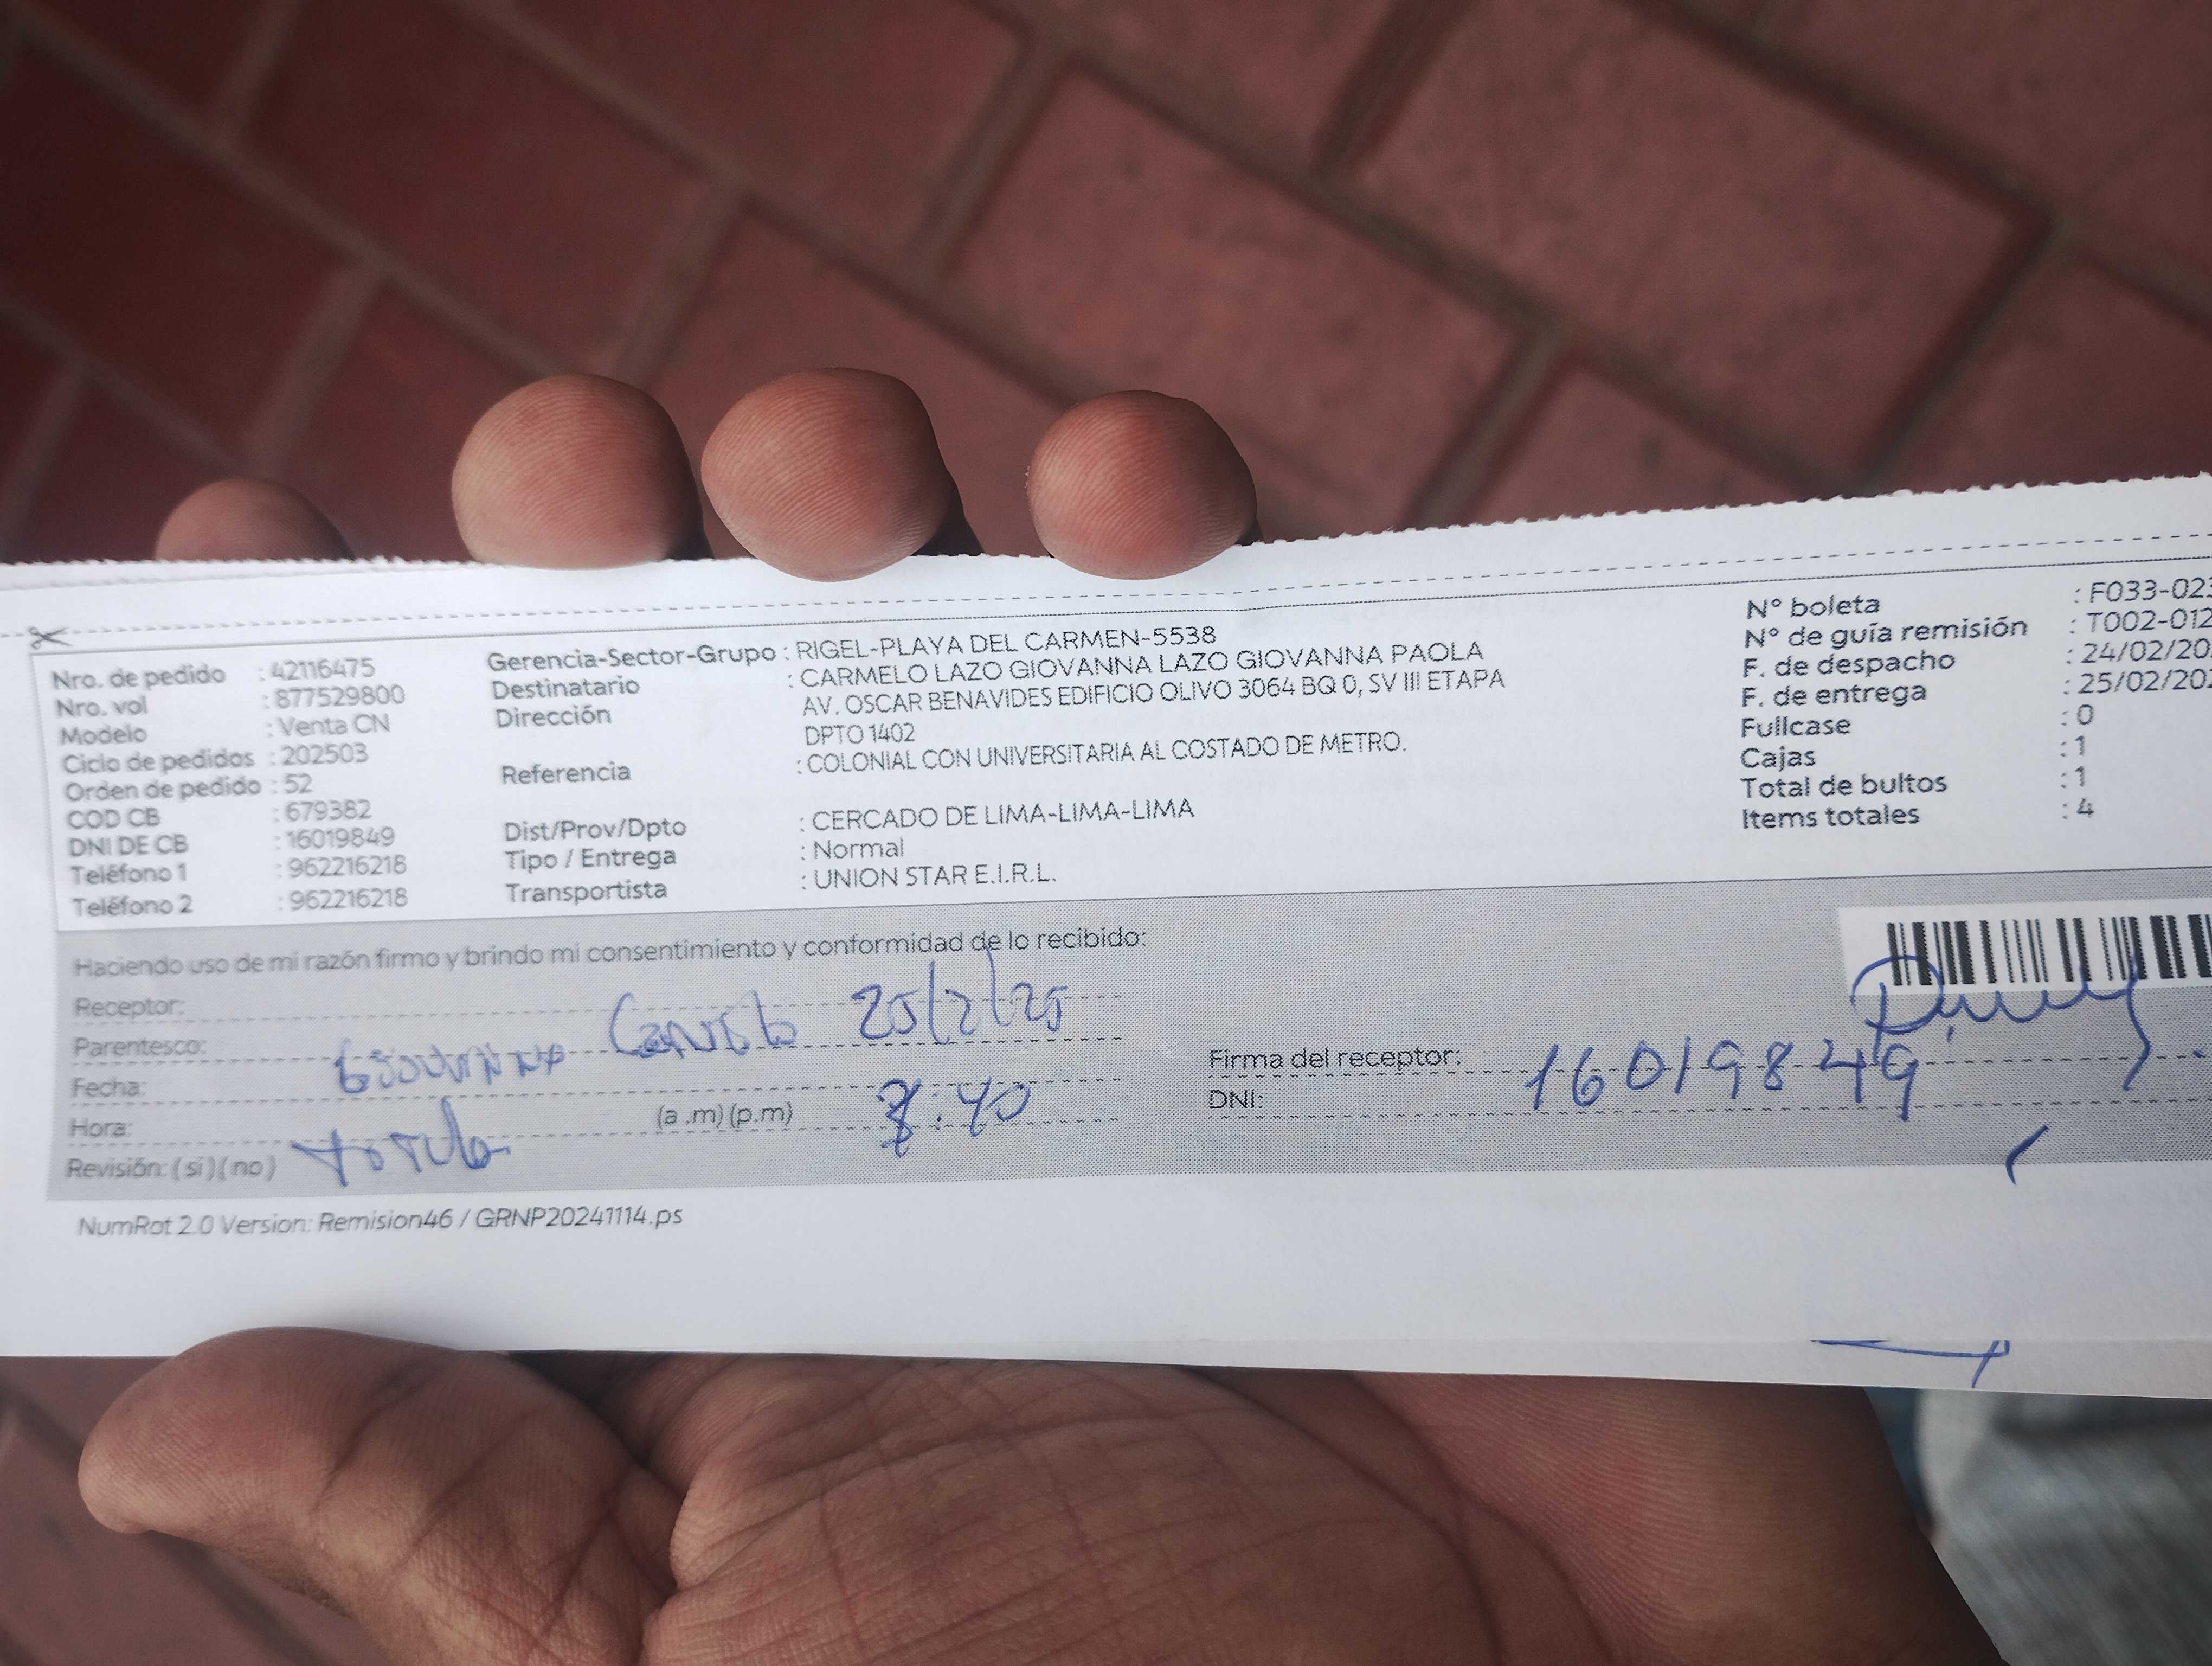 Nro. de pedido : 42116475
Nro. vol : 877529800
Modelo : Venta CN
Ciclo de pedidos : 202503
Orden de pedido : 52
COD CB : 679382
DNI DE CB : 16019849
Teléfono 1 : 962216218
Teléfono 2 : 962216218
Gerencia-Sector-Grupo : RIGEL-PLAYA DEL CARMEN-5538
Destinatario : CARMELO LAZO GIOVANNA LAZO GIOVANNA PAOLA
Dirección AV. OSCAR BENAVIDES EDIFICIO OLIVO 3064 BQ 0, SV III ETAPA
DPTO 1402
Referencia : COLONIAL CON UNIVERSITARIA AL COSTADO DE METRO.
Dist/Prov/Dpto : CERCADO DE LIMA-LIMA-LIMA
Tipo / Entrega : Normal
Transportista : UNION STAR E.I.R.L.
N° boleta : F033-023
N° de guía remisión : T002-012
F. de despacho : 24/02/20
F. de entrega : 25/02/202
Fullcase : 0
Cajas : 1
Total de bultos : 1
Items totales : 4
Haciendo uso de mi razón firmo y brindo mi consentimiento y conformidad de lo recibido:
Receptor:
Parentesco: 25/2/25
Fecha:
Hora: (a .m) (p.m) :40
Revisión: (si) (no)
Firma del receptor:
DNI: 16019849
NumRot 2.0 Version: Remision46 / GRNP20241114.ps